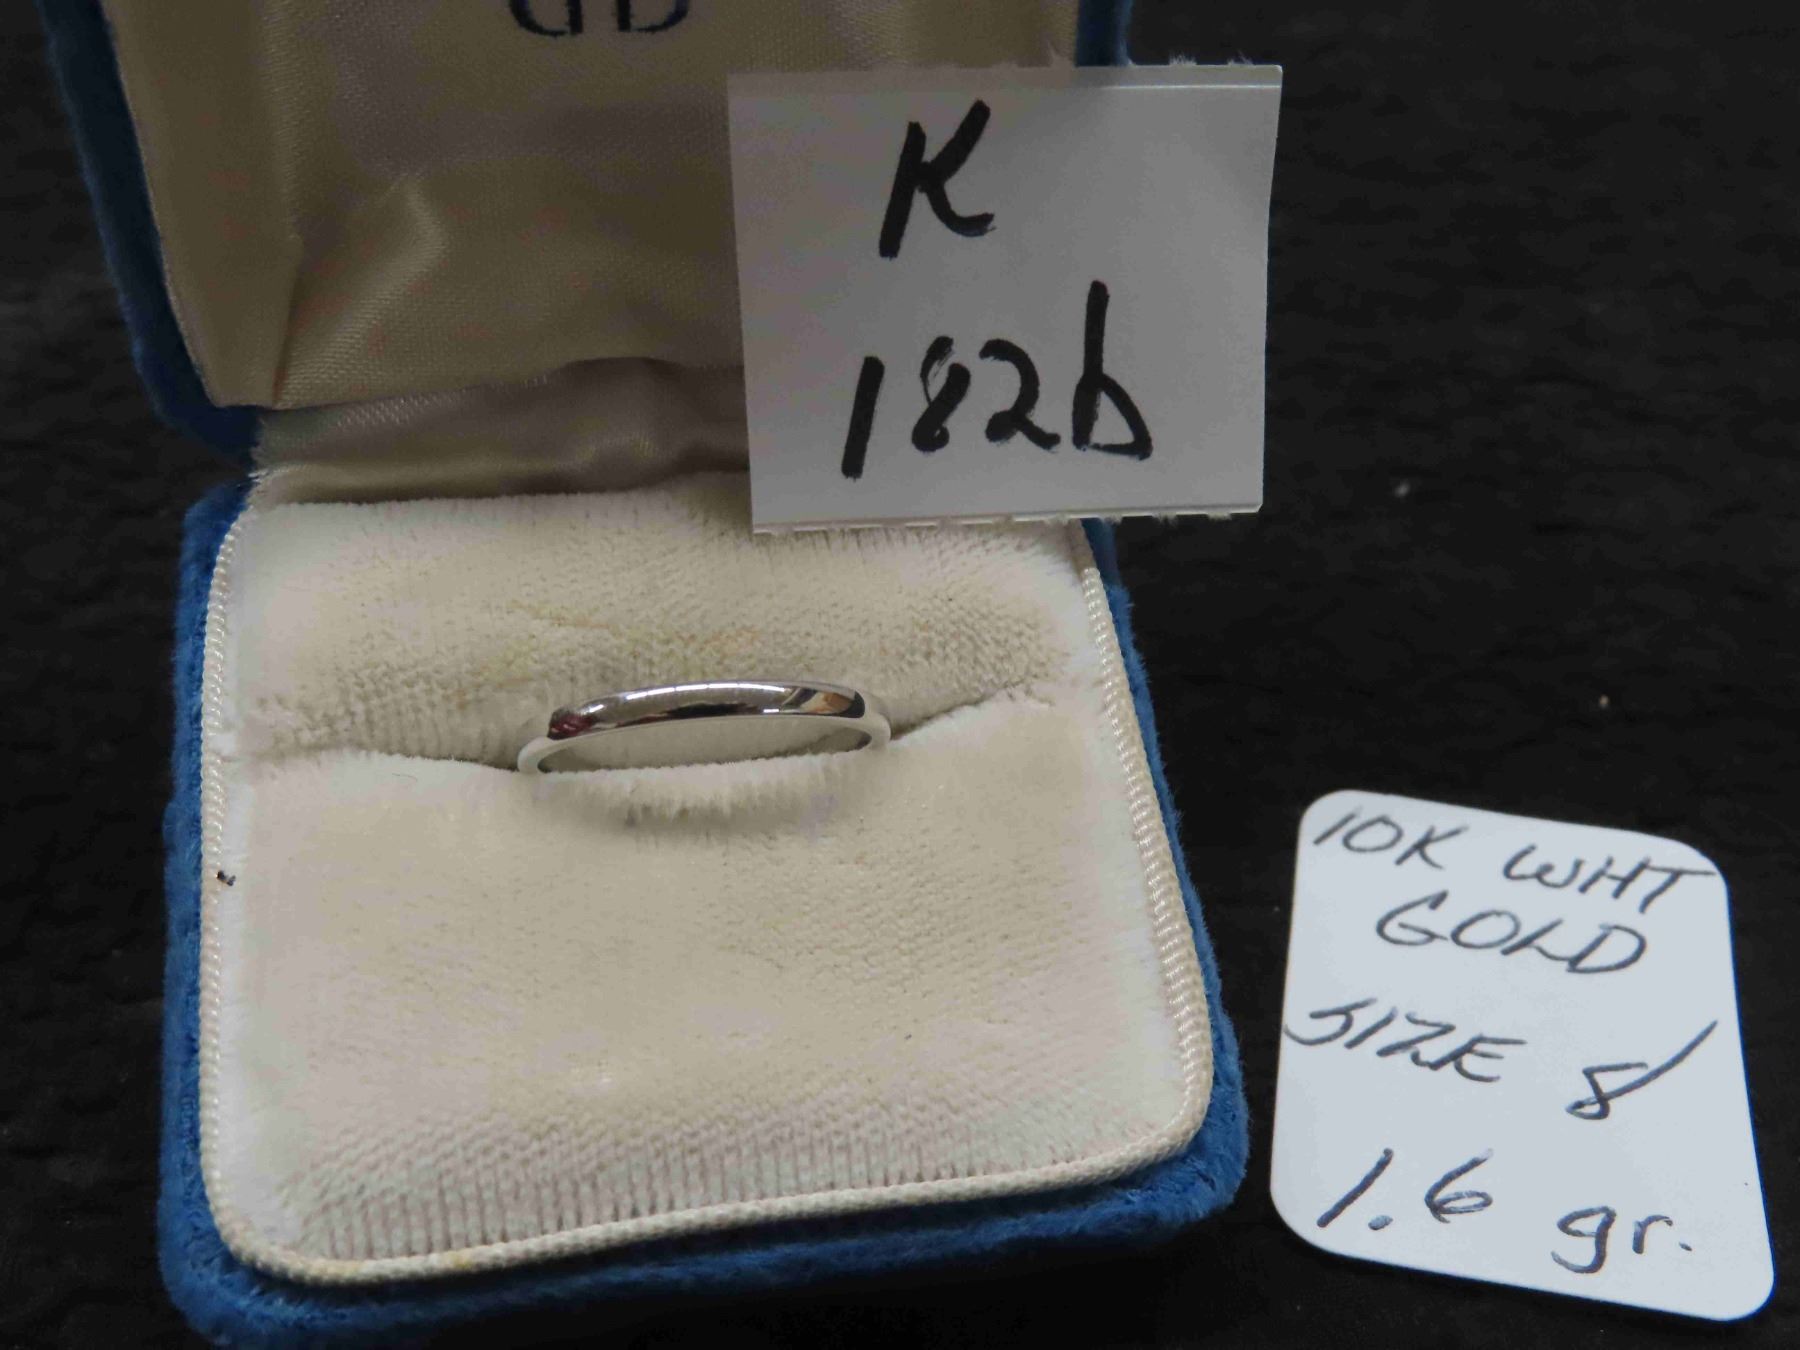 K
182b
10K WHT
GOLD
SIZE 8
1.6 gr.